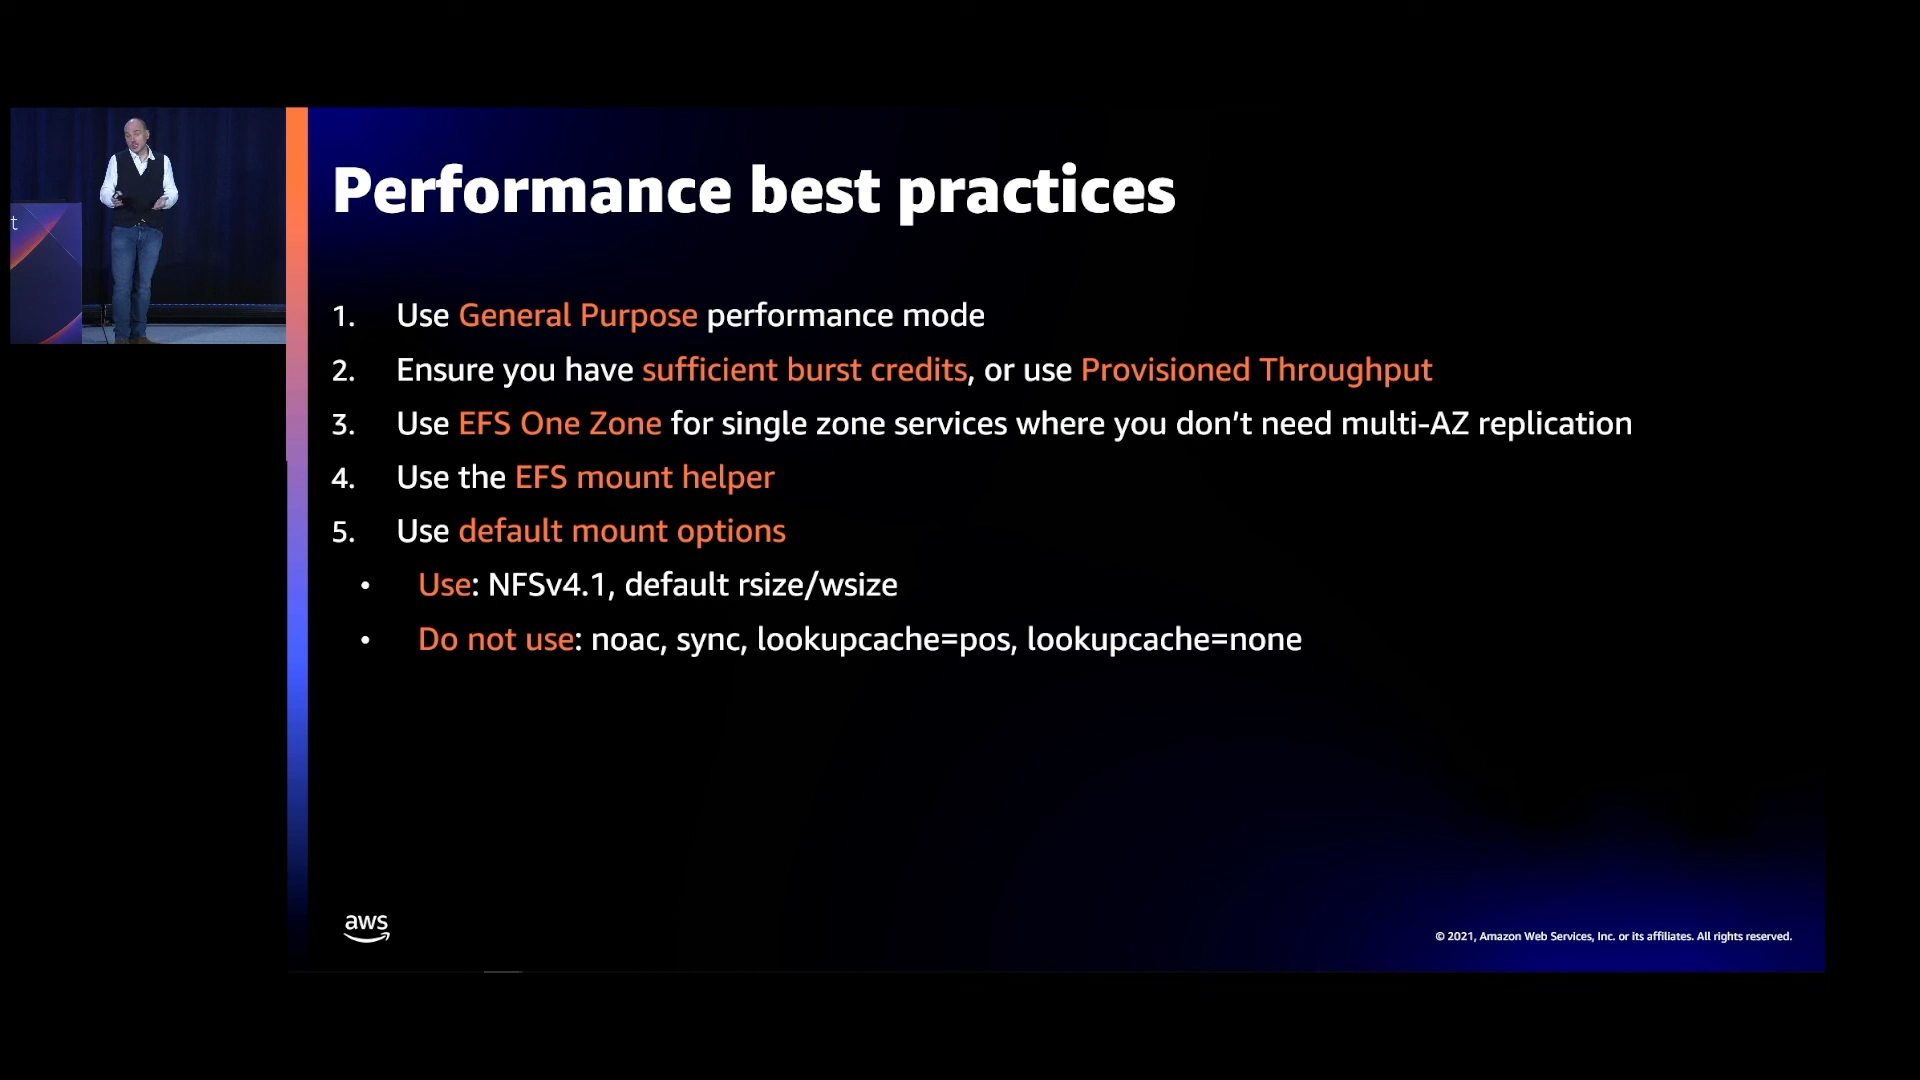 t
Performance best practices
1. Use General Purpose performance mode
2. Ensure you have sufficient burst credits, or use Provisioned Throughput
3. Use EFS One Zone for single zone services where you don’t need multi-AZ replication
4. Use the EFS mount helper
5. Use default mount options
• Use: NFSv4.1, default rsize/wsize
• Do not use: noac, sync, lookupcache=pos, lookupcache=none
aws
© 2021, Amazon Web Services, Inc. or its affiliates. All rights reserved.